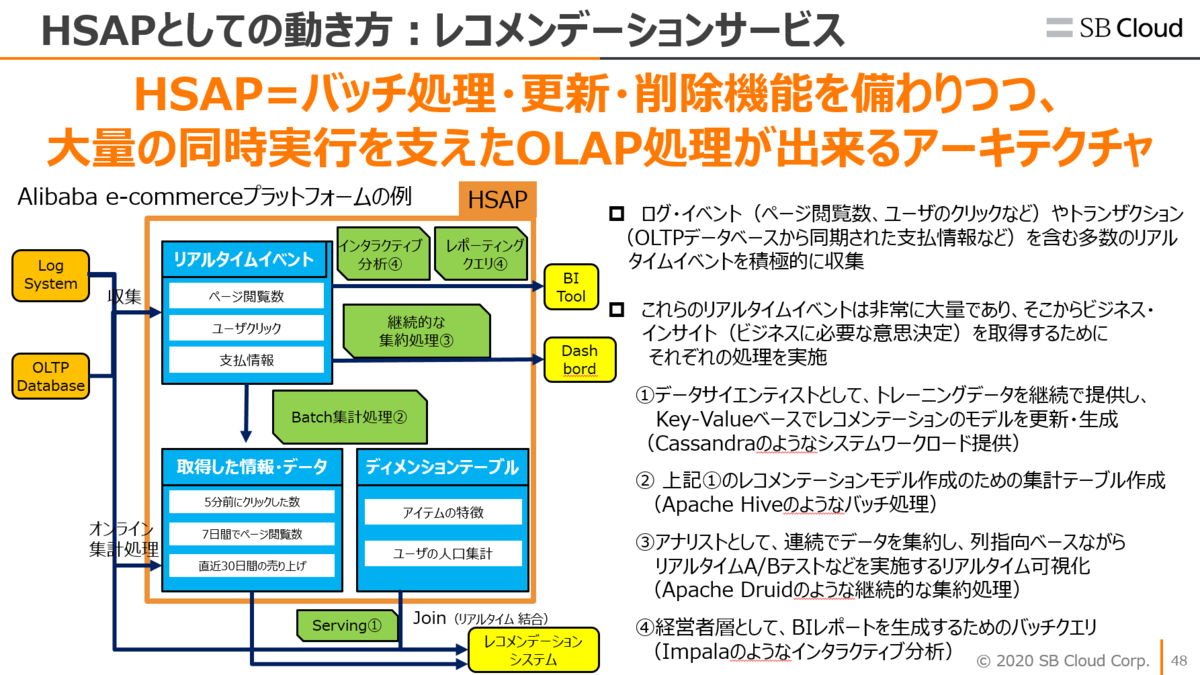 HSAPとしての動き方：レコメンデーションサービス
SB Cloud
HSAP=バッチ処理・更新・削除機能を備わりつつ、
大量の同時実行を支えたOLAP処理が出来るアーキテクチャ
Alibaba e-commerceプラットフォームの例
HSAP
Log
System
OLTP
Database
収集
オンライン
集計処理
リアルタイムイベント
ページ閲覧数
ユーザクリック
支払情報
インタラクティブ
分析④
レポーティング
クエリ④
継続的な
集約処理③
Batch集計処理②
BI
Tool
Dash
bord
取得した情報・データ
5分前にクリックした数
7日間でページ閲覧数
直近30日間の売り上げ
ディメンションテーブル
アイテムの特徴
ユーザの人口集計
Serving①
Join（リアルタイム 結合）
レコメンデーション
システム
ログ・イベント（ページ閲覧数、ユーザのクリックなど）やトランザクション
（OLTPデータベースから同期された支払情報など）を含む多数のリアル
タイムイベントを積極的に収集
これらのリアルタイムイベントは非常に大量であり、そこからビジネス・
インサイト（ビジネスに必要な意思決定）を取得するために
それぞれの処理を実施
①データサイエンティストとして、トレーニングデータを継続で提供し、
Key-Valueベースでレコメンテーションのモデルを更新・生成
（Cassandraのようなシステムワークロード提供）
② 上記①のレコメンテーションモデル作成のための集計テーブル作成
（Apache Hiveのようなバッチ処理）
③アナリストとして、連続でデータを集約し、列指向ベースながら
リアルタイムA/Bテストなどを実施するリアルタイム可視化
（Apache Druidのような継続的な集約処理）
④経営者層として、BIレポートを生成するためのバッチクエリ
（Impalaのようなインタラクティブ分析）
© 2020 SB Cloud Corp.
48